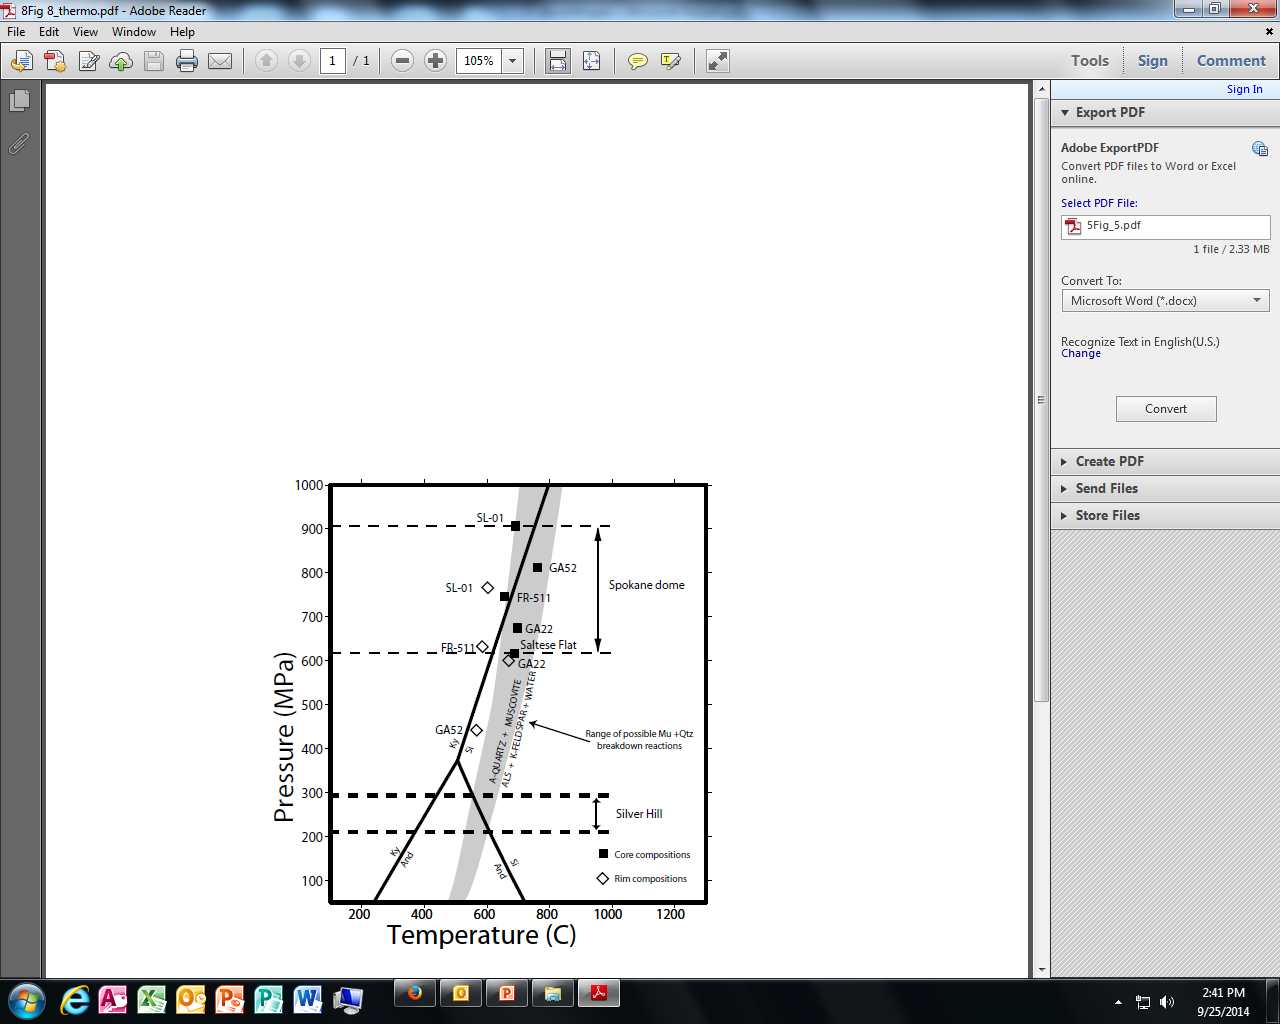 8Fig 8_thermo.pdf - Adobe Reader
File Edit View Window Help
1 / 1 105% Tools Sign Comment
Sign In
Export PDF
Adobe ExportPDF
Convert PDF files to Word or Excel
online.
Select PDF File:
5Fig_5.pdf
1 file / 2.33 MB
Convert To:
Microsoft Word (*.docx)
Recognize Text in English(U.S.)
Change
Convert
Create PDF
Send Files
Store Files
Pressure (MPa)
1000
900
800
700
600
500
400
300
200
100
SL-01
GA52
SL-01
Spokane dome
FR-511
GA22
FR-511
Saltese Flat
GA22
GA52
Ky
Sl
A-QUARTZ + MUSCOVITE
ALS + K-FELDSPAR + WATER
Range of possible Mu +Qtz
breakdown reactions
Silver Hill
Ky
And
And
Sl
Core compositions
Rim compositions
200 400 600 800 1000 1200
Temperature (C)
2:41 PM
9/25/2014